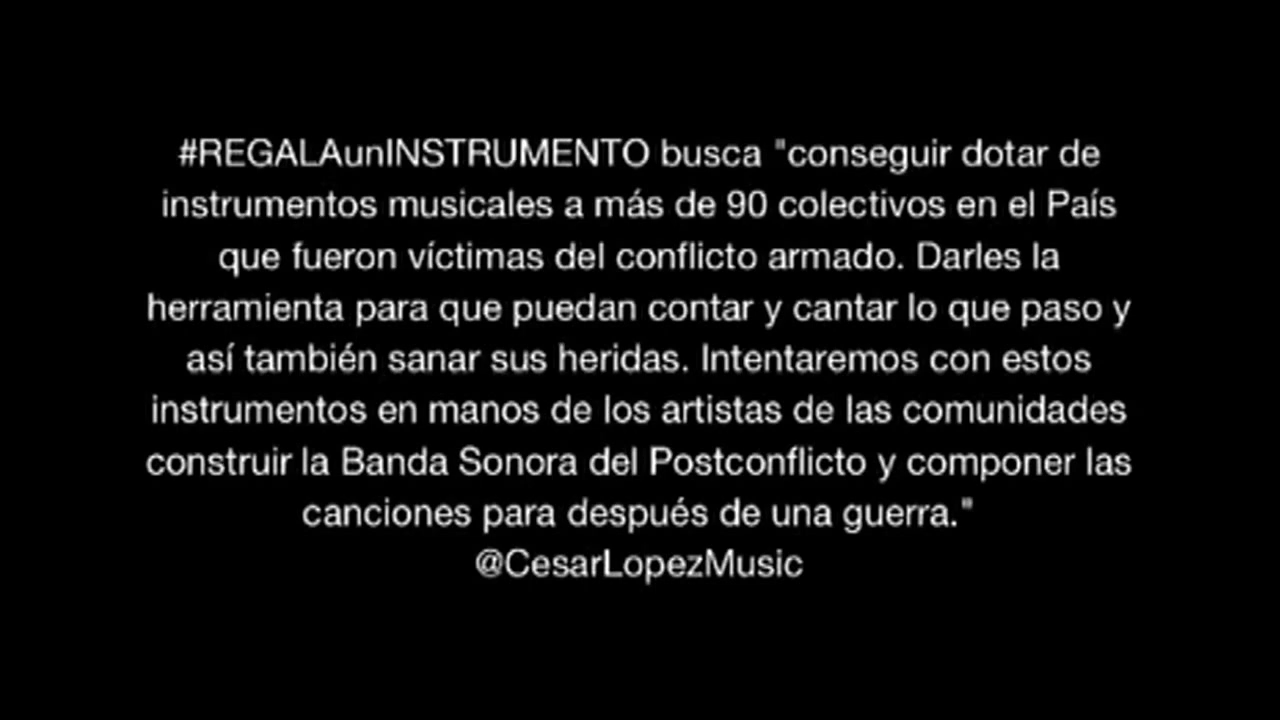 #REGALAunINSTRUMENTO busca "conseguir dotar de
instrumentos musicales a más de 90 colectivos en el País
que fueron víctimas del conflicto armado. Darles la
herramienta para que puedan contar y cantar lo que paso y
así también sanar sus heridas. Intentaremos con estos
instrumentos en manos de los artistas de las comunidades
construir la Banda Sonora del Postconflicto y componer las
canciones para después de una guerra."
@CesarLopezMusic